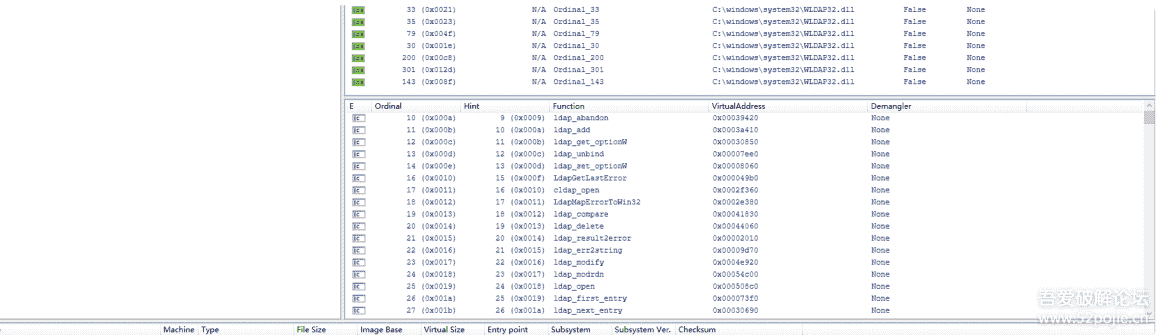 33 (0x0021) N/A Ordinal_33 C:\windows\system32\WLDAP32.dll False None
35 (0x0023) N/A Ordinal_35 C:\windows\system32\WLDAP32.dll False None
79 (0x004f) N/A Ordinal_79 C:\windows\system32\WLDAP32.dll False None
30 (0x001e) N/A Ordinal_30 C:\windows\system32\WLDAP32.dll False None
200 (0x00c8) N/A Ordinal_200 C:\windows\system32\WLDAP32.dll False None
301 (0x012d) N/A Ordinal_301 C:\windows\system32\WLDAP32.dll False None
143 (0x008f) N/A Ordinal_143 C:\windows\system32\WLDAP32.dll False None
E Ordinal Hint Function VirtualAddress Demangler
10 (0x000a) 9 (0x0009) ldap_abandon 0x00039420 None
11 (0x000b) 10 (0x000a) ldap_add 0x0003a410 None
12 (0x000c) 11 (0x000b) ldap_get_optionW 0x00030850 None
13 (0x000d) 12 (0x000c) ldap_unbind 0x00007ee0 None
14 (0x000e) 13 (0x000d) ldap_set_optionW 0x00008060 None
16 (0x0010) 15 (0x000f) LdapGetLastError 0x000049b0 None
17 (0x0011) 16 (0x0010) cldap_open 0x0002f360 None
18 (0x0012) 17 (0x0011) LdapMapErrorToWin32 0x0002e380 None
19 (0x0013) 18 (0x0012) ldap_compare 0x00041830 None
20 (0x0014) 19 (0x0013) ldap_delete 0x00044060 None
21 (0x0015) 20 (0x0014) ldap_result2error 0x00002010 None
22 (0x0016) 21 (0x0015) ldap_err2string 0x00009d70 None
23 (0x0017) 22 (0x0016) ldap_modify 0x0004e920 None
24 (0x0018) 23 (0x0017) ldap_modrdn 0x00054c00 None
25 (0x0019) 24 (0x0018) ldap_open 0x000508c0 None
26 (0x001a) 25 (0x0019) ldap_first_entry 0x000073f0 None
27 (0x001b) 26 (0x001a) ldap_next_entry 0x00030690 None
吾爱破解论坛
www.52pojie.cn
Machine Type File Size Image Base Virtual Size Entry point Subsystem Subsystem Ver. Checksum